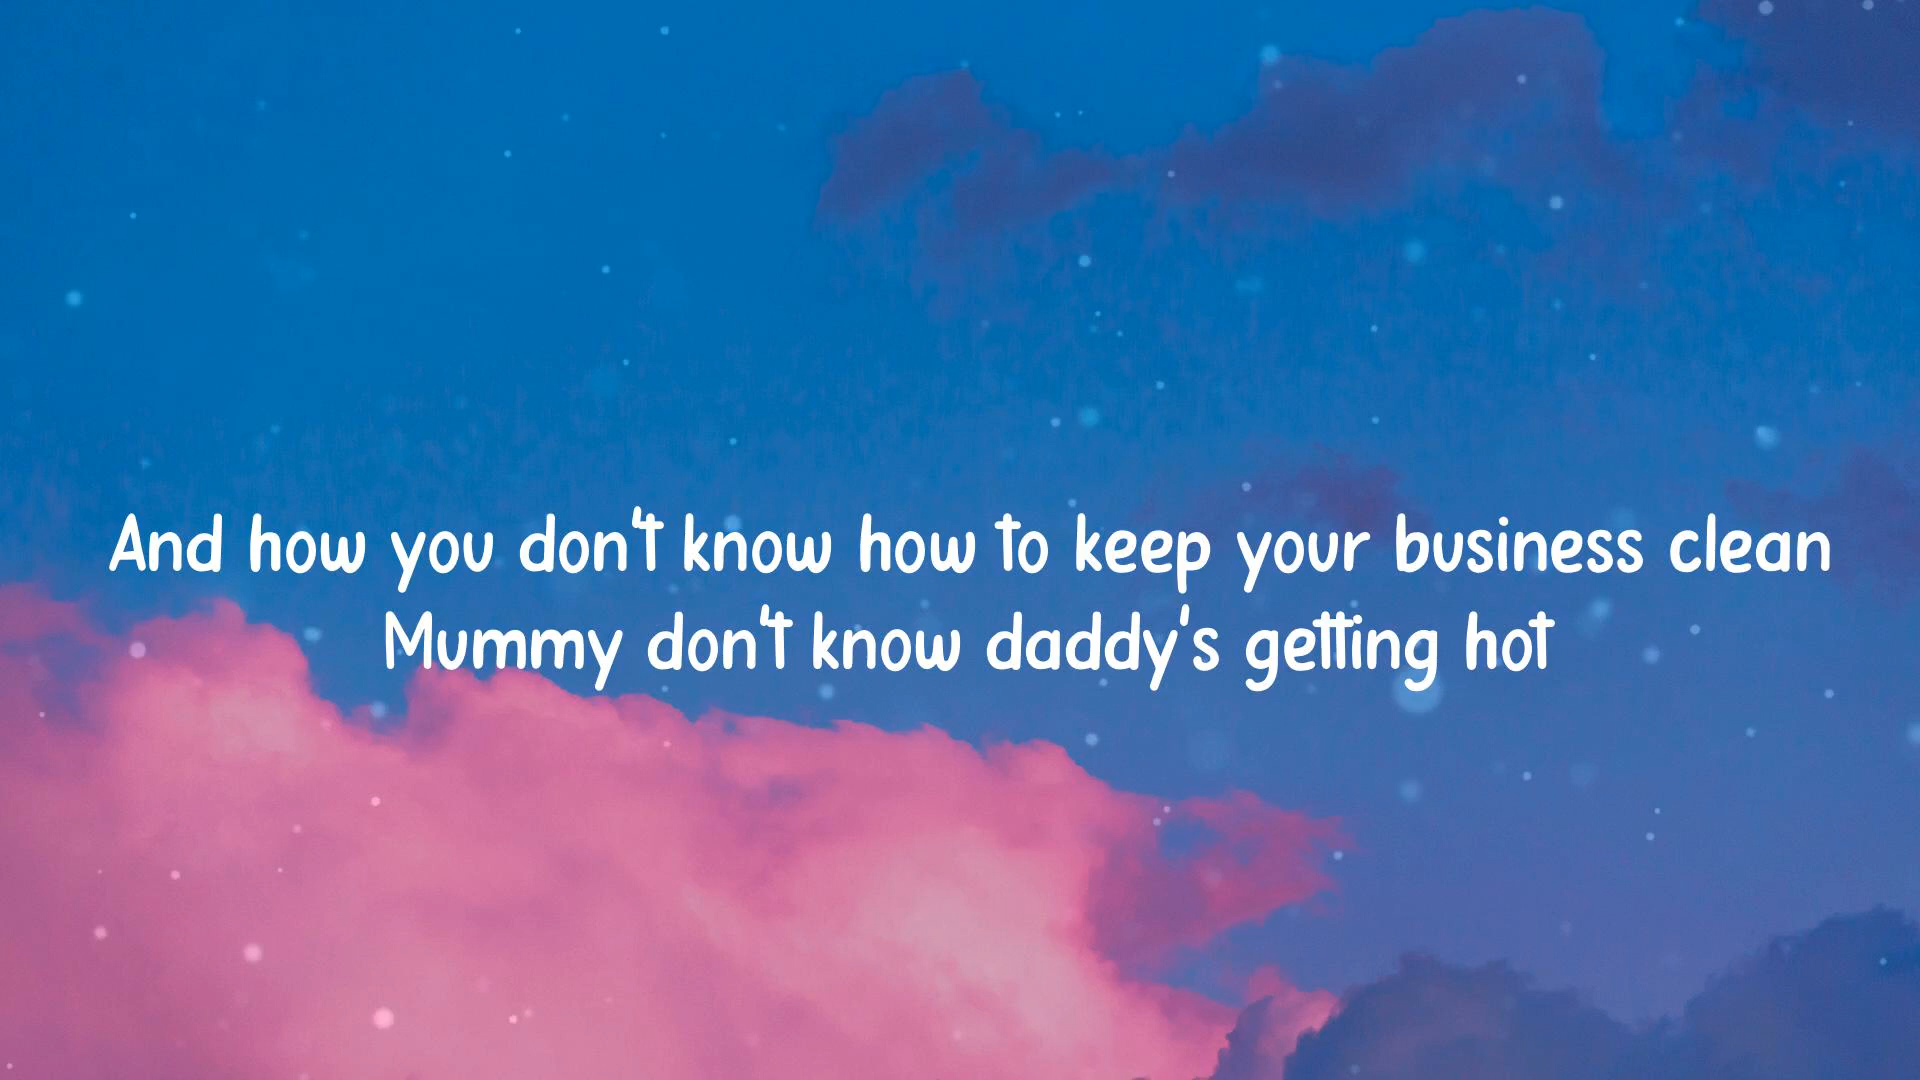 And how you don't know how to keep your business clean
Mummy don't know daddy's getting hot